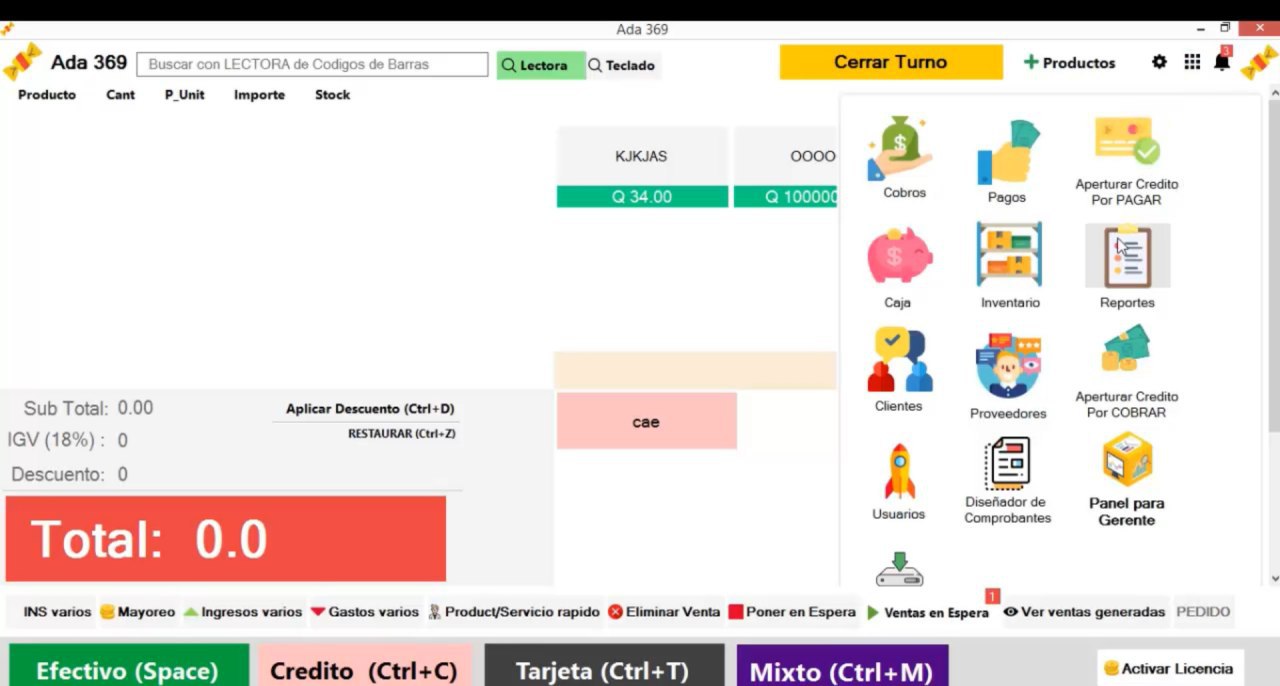 Ada 369
Ada 369
Buscar con LECTORA de Codigos de Barras
Lectora
Teclado
Cerrar Turno
Productos
3
Producto Cant P_Unit Importe Stock
KJKJAS
Q 34.00
OOOO
Q 100000
Cobros
Pagos
Aperturar Credito
Por PAGAR
Caja
Inventario
Reportes
Clientes
Proveedores
Aperturar Credito
Por COBRAR
Usuarios
Diseñador de
Comprobantes
Panel para
Gerente
cae
Sub Total: 0.00
IGV (18%) : 0
Descuento: 0
Aplicar Descuento (Ctrl+D)
RESTAURAR (Ctrl+Z)
Total: 0.0
INS varios
Mayoreo
Ingresos varios
Gastos varios
Product/Servicio rapido
Eliminar Venta
Poner en Espera
Ventas en Espera
1
Ver ventas generadas
PEDIDO
Efectivo (Space)
Credito (Ctrl+C)
Tarjeta (Ctrl+T)
Mixto (Ctrl+M)
Activar Licencia